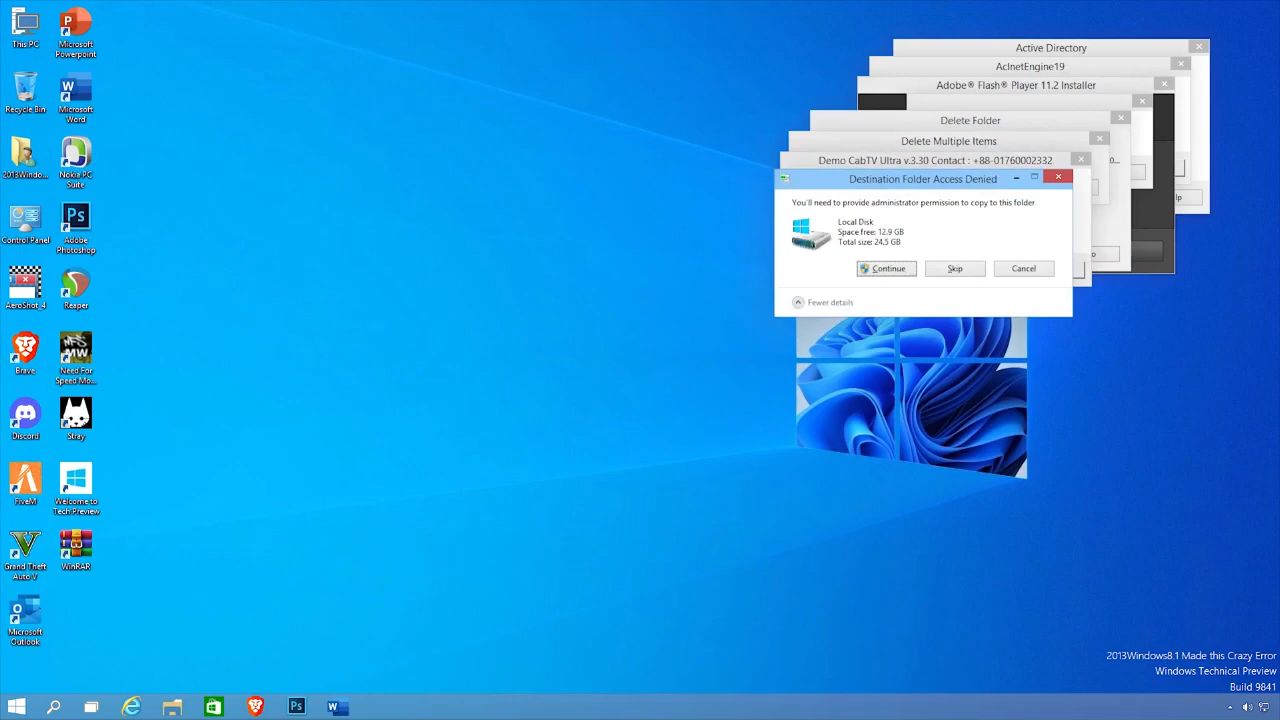 This PC
Microsoft
Powerpoint
Recycle Bin
Microsoft
Word
2013Windo...
Nokia PC
Suite
Control Panel
Adobe
Photoshop
AeroShot_4
Reaper
Brave
Need For
Speed Mo...
Discord
Stray
FiveM
Welcome to
Tech Preview
Grand Theft
Auto V
WinRAR
Microsoft
Outlook
Active Directory
AcInetEngine19
Adobe® Flash® Player 11.2 Installer
Delete Folder
Delete Multiple Items
Demo CabTV Ultra v.3.30 Contact : +88-01760002332
Destination Folder Access Denied
You'll need to provide administrator permission to copy to this folder
Local Disk
Space free: 12.9 GB
Total size: 24.5 GB
Continue
Skip
Cancel
Fewer details
2013Windows8.1 Made this Crazy Error
Windows Technical Preview
Build 9841